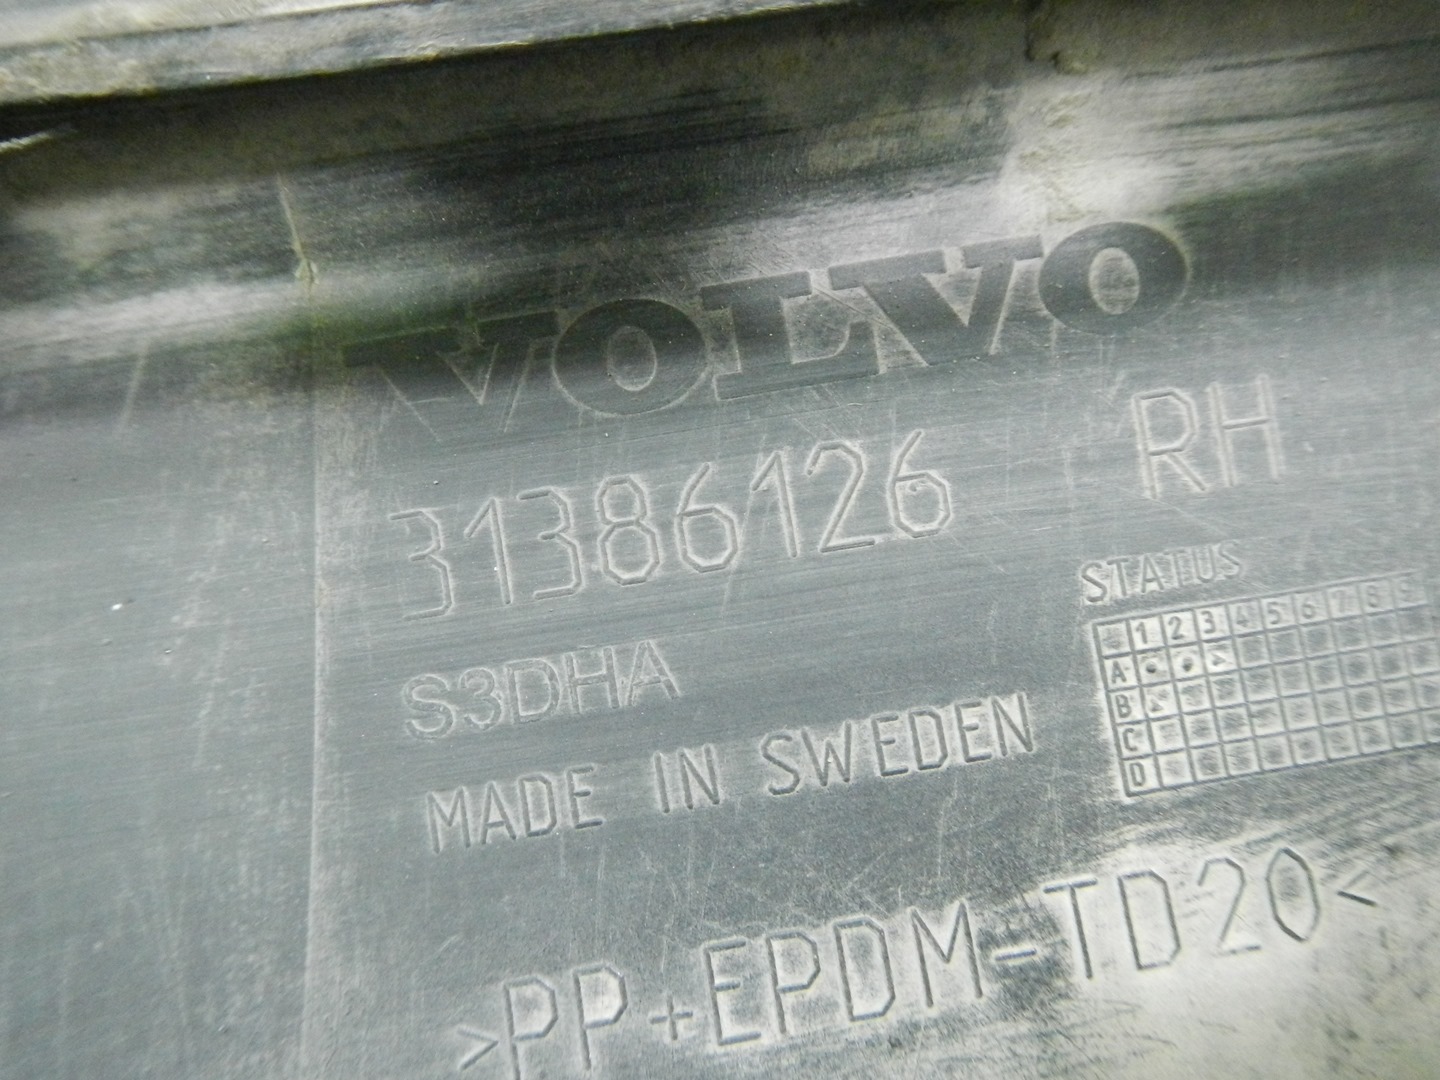 VOLVO
31386126 RH
S3DHA
STATUS
1 2 3 4 5 6 7 8 9
A
B
C
D
MADE IN SWEDEN
>PP+EPDM-TD20<